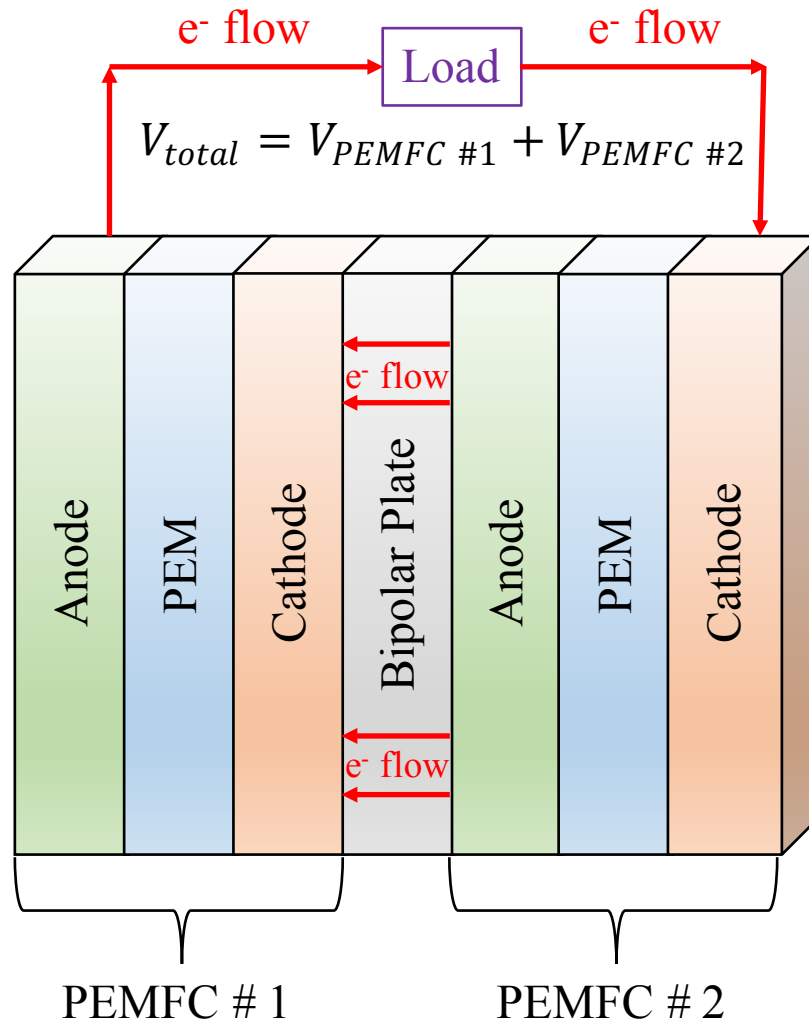 e⁻ flow
e⁻ flow
Load
V_total = V_PEMFC #1 + V_PEMFC #2
e⁻ flow
Anode
PEM
Cathode
Bipolar Plate
Anode
PEM
Cathode
e⁻ flow
PEMFC # 1
PEMFC # 2